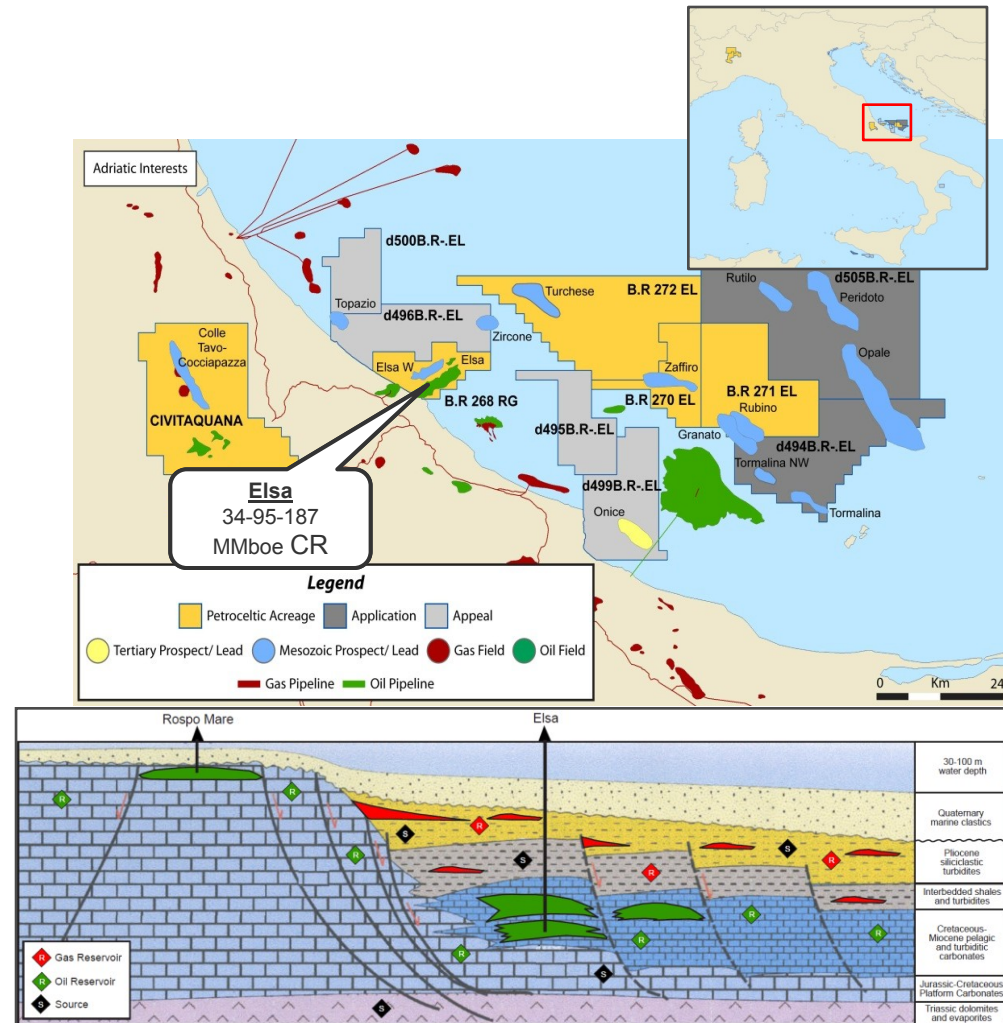 Adriatic Interests
d500B.R-.EL
Topazio
d496B.R-.EL
Zircone
Turchese
B.R 272 EL
Rutilo
d505B.R-.EL
Peridoto
Opale
Colle
Tavo-
Cocciapazza
CIVITAQUANA
Elsa W
Elsa
B.R 268 RG
Zaffiro
B.R 271 EL
B.R 270 EL
Rubino
d495B.R-.EL
Granato
d494B.R-.EL
Tormalina NW
d499B.R-.EL
Onice
Tormalina
Elsa
34-95-187
MMboe CR
Legend
Petroceltic Acreage
Application
Appeal
Tertiary Prospect/ Lead
Mesozoic Prospect/ Lead
Gas Field
Oil Field
Gas Pipeline
Oil Pipeline
0 Km 24
Rospo Mare
Elsa
30-100 m
water depth
Quaternary
marine clastics
Pliocene
siliciclastic
turbidites
Interbedded shales
and turbidites
Cretaceous-
Miocene pelagic
and turbiditic
carbonates
Jurassic-Cretaceous
Platform Carbonates
Triassic dolomites
and evaporites
R
R
R
R
R
R
R
R
R
R
S
S
S
S
S
R Gas Reservoir
R Oil Reservoir
S Source